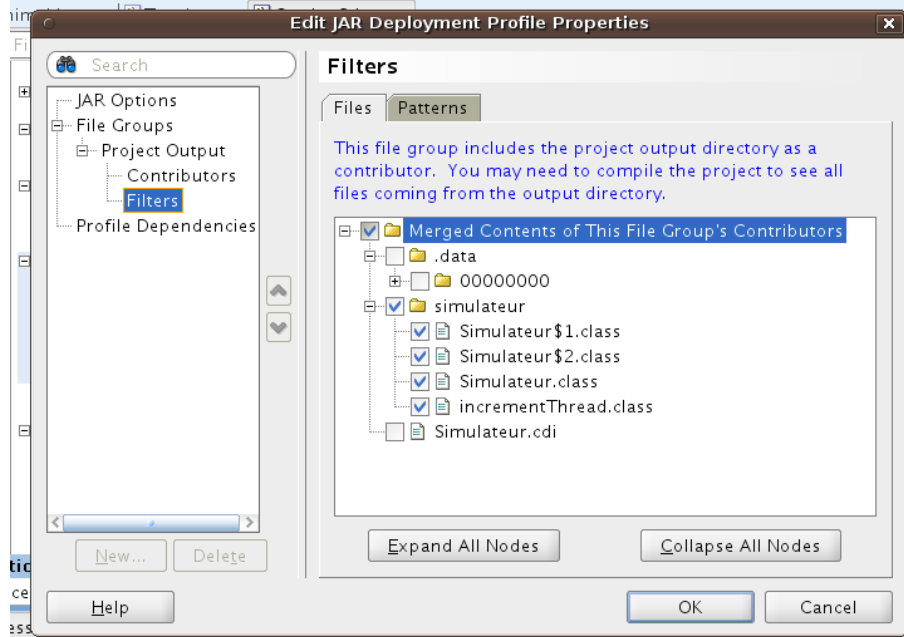 Edit JAR Deployment Profile Properties
Search
JAR Options
File Groups
Project Output
Contributors
Filters
Profile Dependencies
New...
Delete
Help
Filters
Files
Patterns
This file group includes the project output directory as a
contributor. You may need to compile the project to see all
files coming from the output directory.
Merged Contents of This File Group's Contributors
.data
00000000
simulateur
Simulateur$1.class
Simulateur$2.class
Simulateur.class
incrementThread.class
Simulateur.cdi
Expand All Nodes
Collapse All Nodes
OK
Cancel